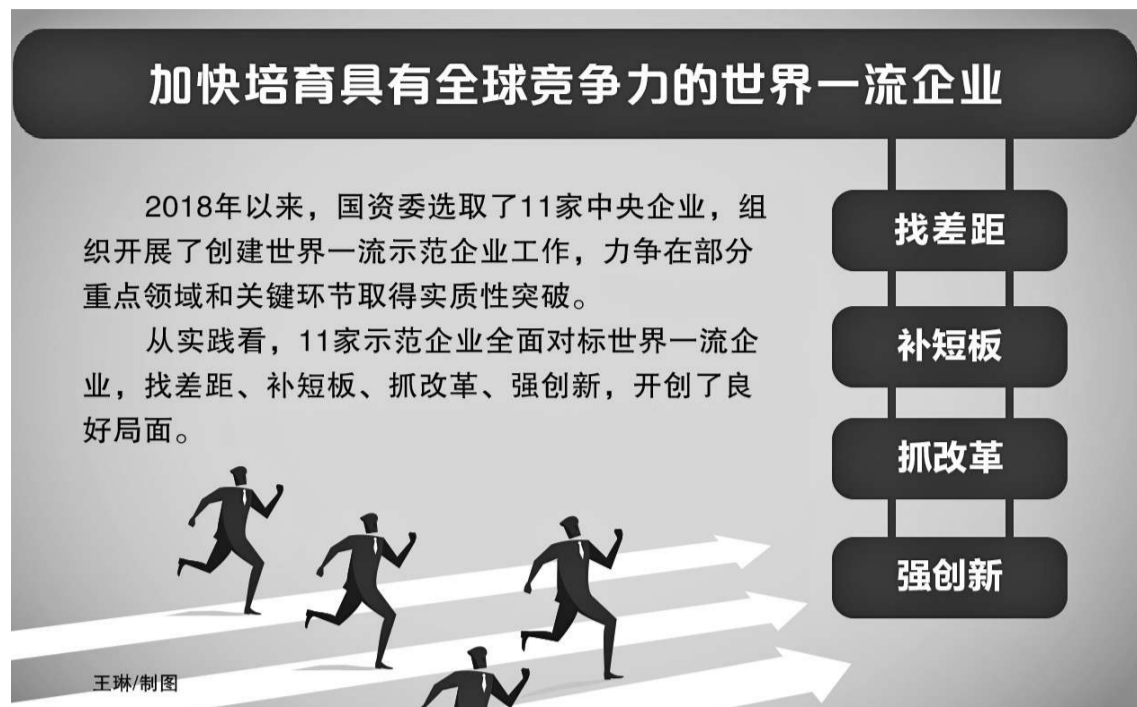 加快培育具有全球竞争力的世界一流企业
2018年以来，国资委选取了11家中央企业，组
织开展了创建世界一流示范企业工作，力争在部分
重点领域和关键环节取得实质性突破。
从实践看，11家示范企业全面对标世界一流企
业，找差距、补短板、抓改革、强创新，开创了良
好局面。
找差距
补短板
抓改革
强创新
王琳/制图